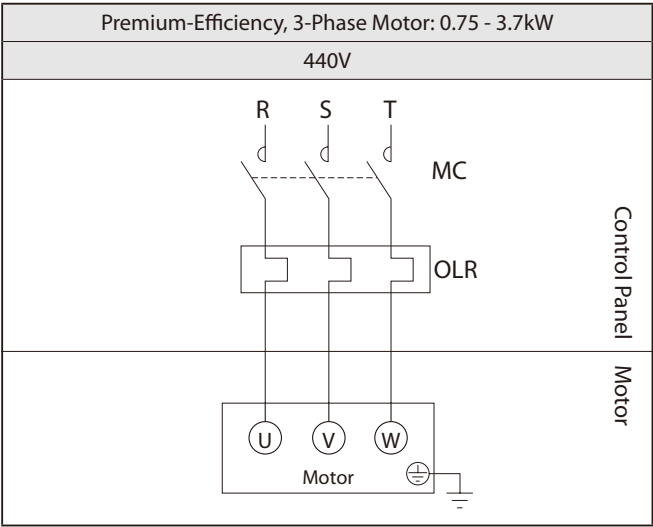 Premium-Efficiency, 3-Phase Motor: 0.75 - 3.7kW
440V
R S T
MC
OLR
Control Panel
Motor
U V W
Motor